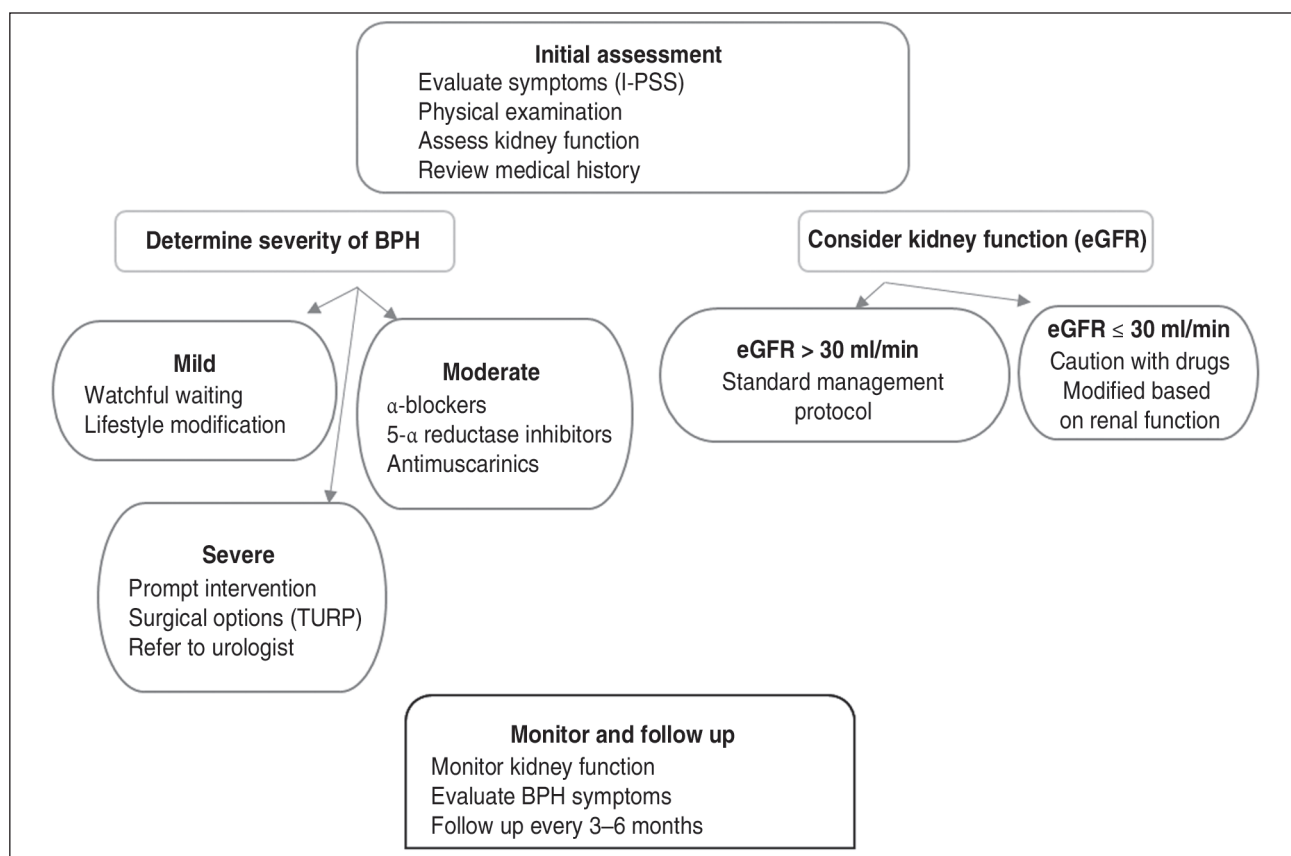 Initial assessment
Evaluate symptoms (I-PSS)
Physical examination
Assess kidney function
Review medical history
Determine severity of BPH
Consider kidney function (eGFR)
Mild
Watchful waiting
Lifestyle modification
Moderate
α-blockers
5-α reductase inhibitors
Antimuscarinics
eGFR > 30 ml/min
Standard management
protocol
eGFR ≤ 30 ml/min
Caution with drugs
Modified based
on renal function
Severe
Prompt intervention
Surgical options (TURP)
Refer to urologist
Monitor and follow up
Monitor kidney function
Evaluate BPH symptoms
Follow up every 3–6 months